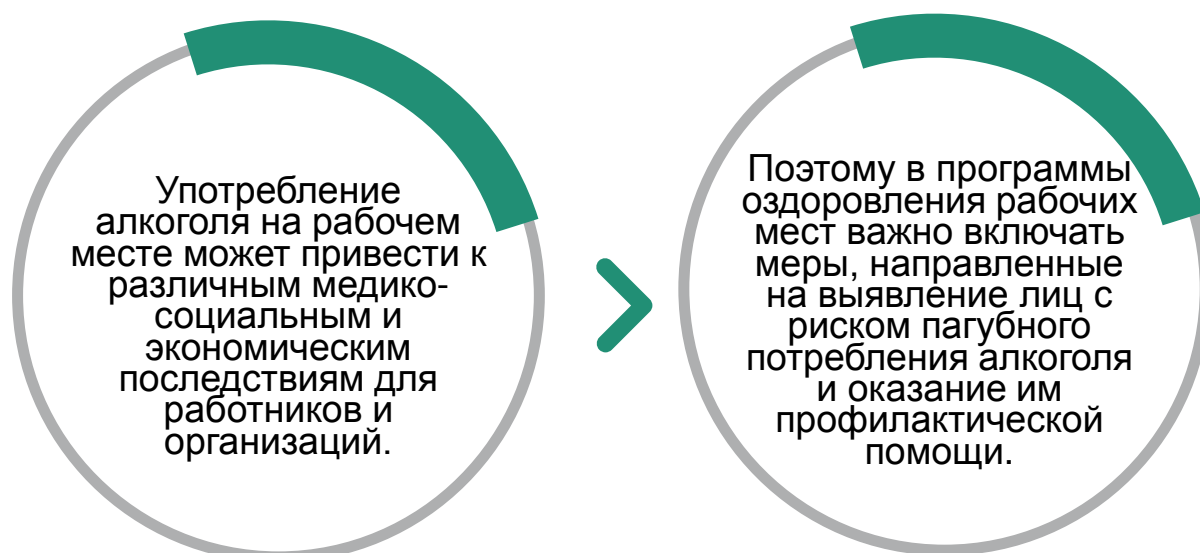 Употребление
алкоголя на рабочем
месте может привести к
различным медико-
социальным и
экономическим
последствиям для
работников и
организаций.
Поэтому в программы
оздоровления рабочих
мест важно включать
меры, направленные
на выявление лиц с
риском пагубного
потребления алкоголя
и оказание им
профилактической
помощи.